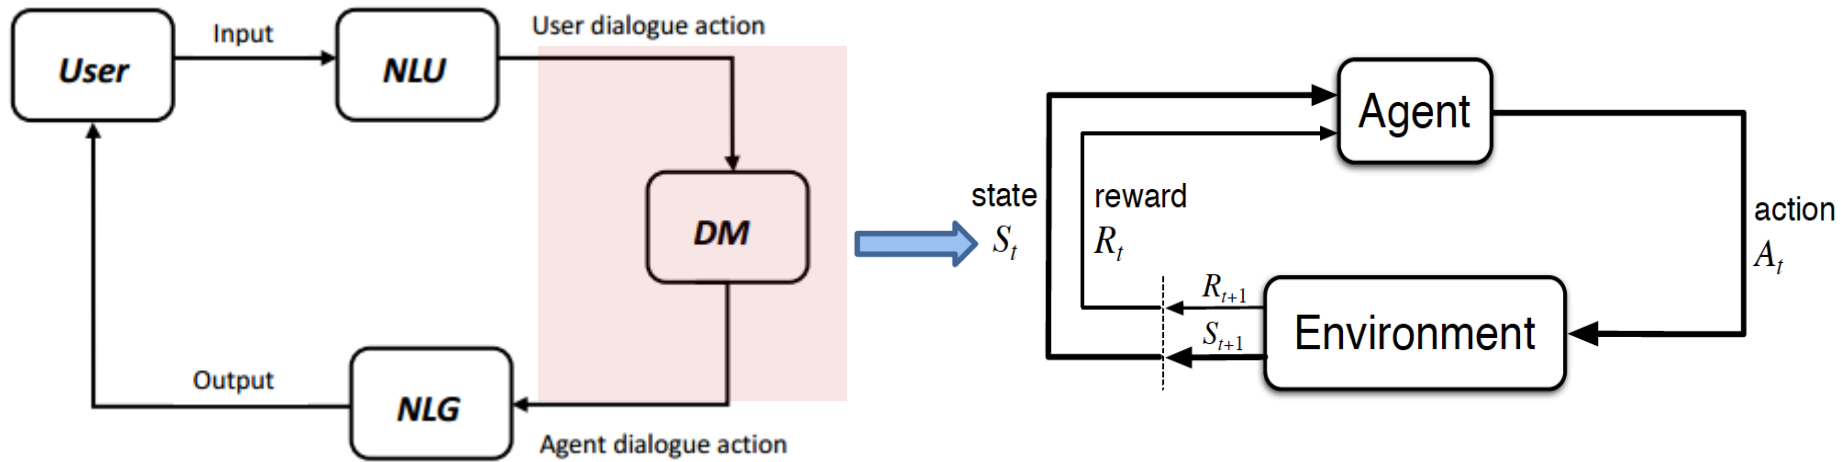 User
Input
NLU
User dialogue action
DM
Output
NLG
Agent dialogue action
Agent
state
S_t
reward
R_t
action
A_t
R_{t+1}
S_{t+1}
Environment